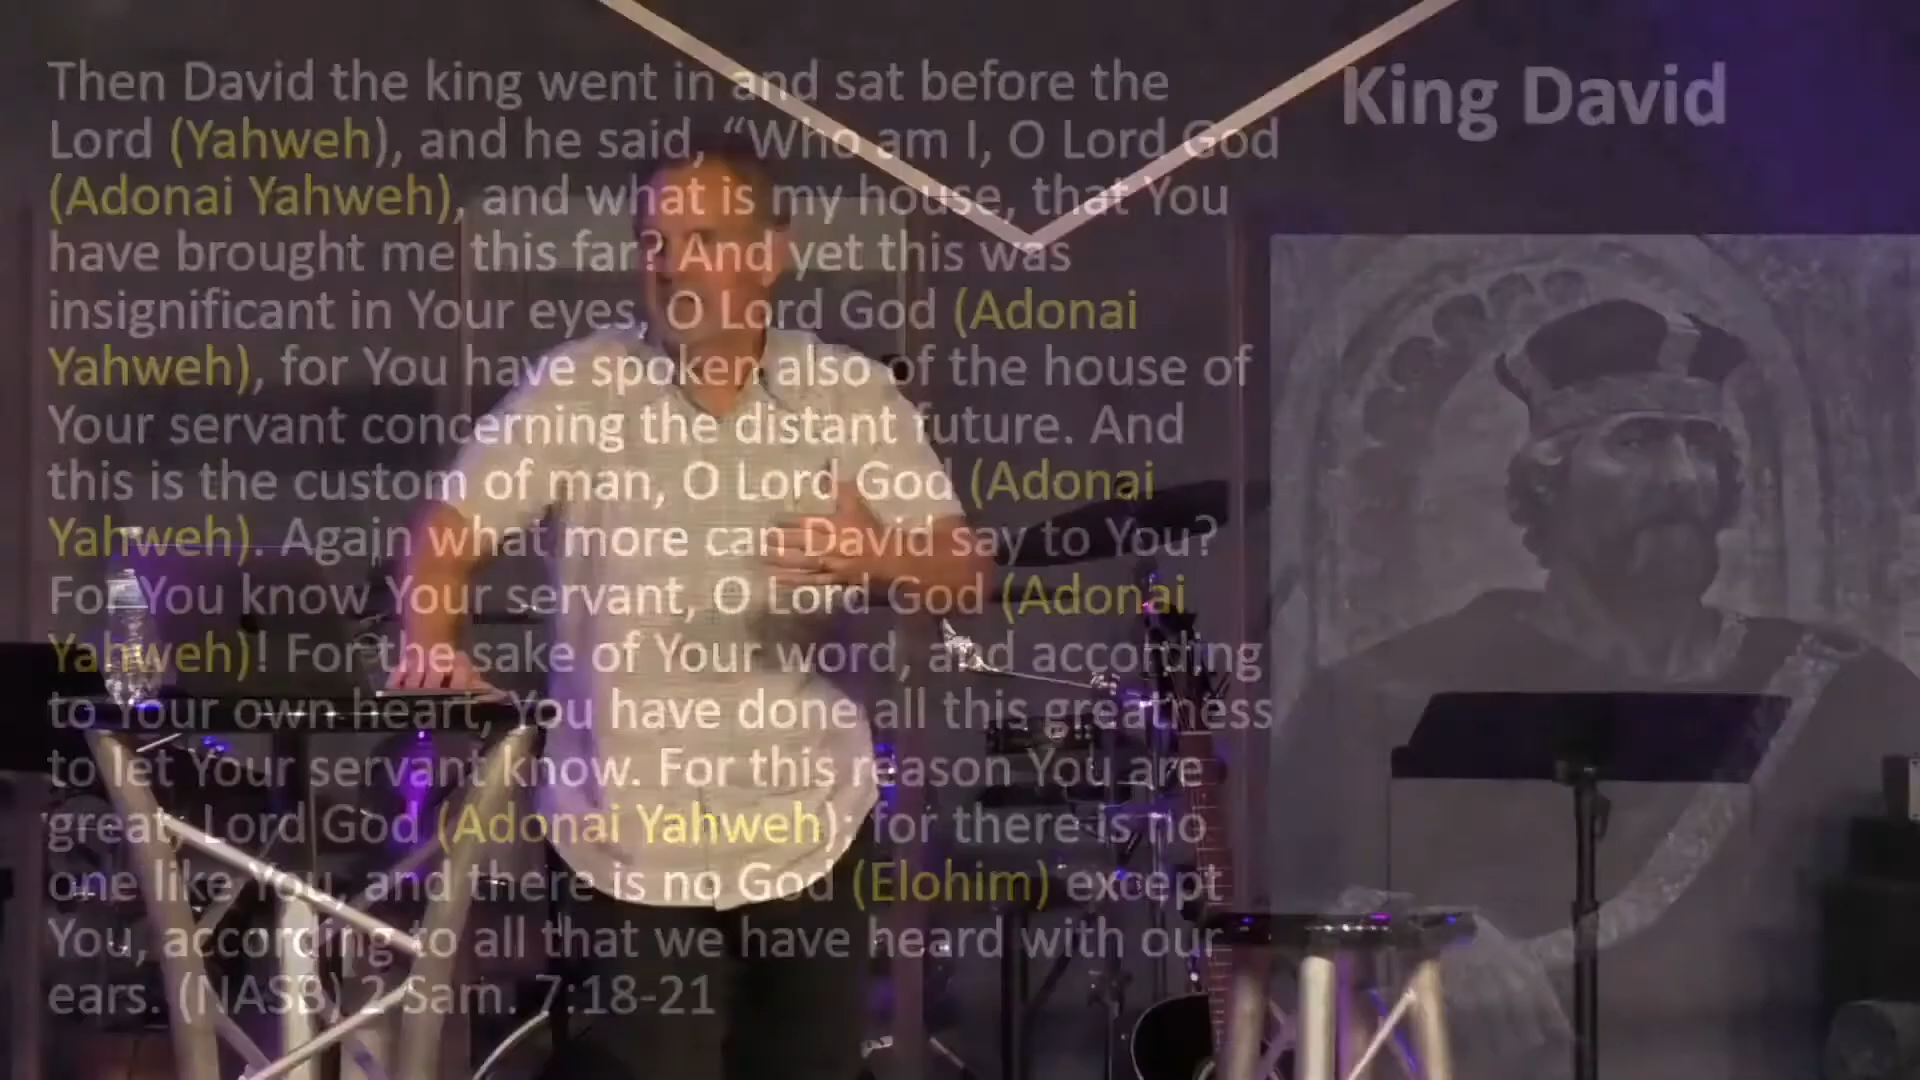 Then David the king went in and sat before the
Lord (Yahweh), and he said, “Who am I, O Lord God
(Adonai Yahweh), and what is my house, that You
have brought me this far? And yet this was
insignificant in Your eyes, O Lord God (Adonai
Yahweh), for You have spoken also of the house of
Your servant concerning the distant future. And
this is the custom of man, O Lord God (Adonai
Yahweh). Again what more can David say to You?
For You know Your servant, O Lord God (Adonai
Yahweh)! For the sake of Your word, and according
to Your own heart, You have done all this greatness
to let Your servant know. For this reason You are
great, Lord God (Adonai Yahweh); for there is no
one like You, and there is no God (Elohim) except
You, according to all that we have heard with our
ears. (NASB) 2 Sam. 7:18-21
King David